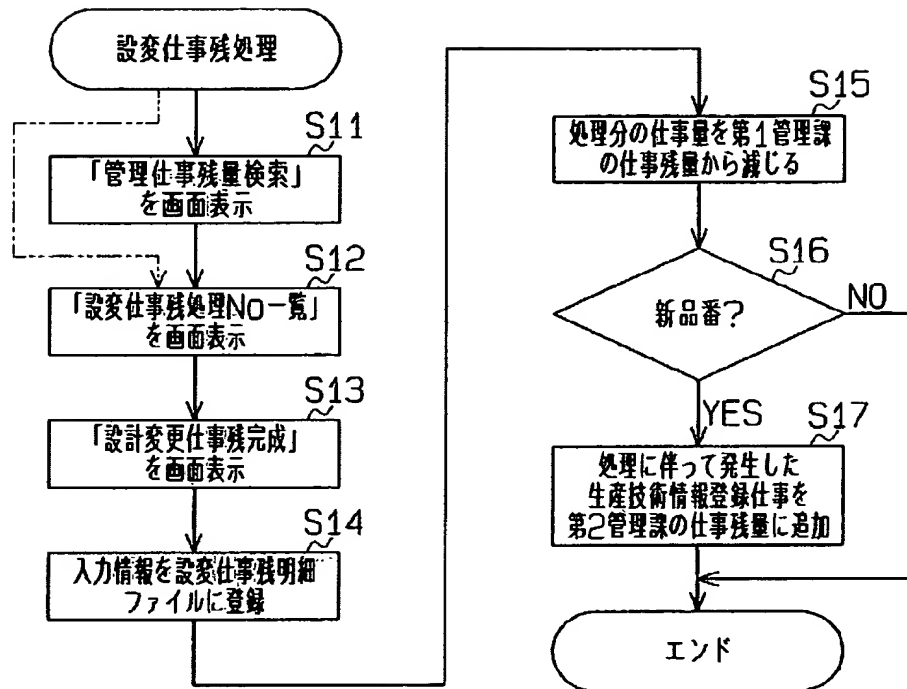 設変仕事残処理
S11
「管理仕事残量検索」
を画面表示
S12
「設変仕事残処理NO一覧」
を画面表示
S13
「設計変更仕事残完成」
を画面表示
S14
入力情報を設変仕事残明細
ファイルに登録
S15
処理分の仕事量を第1管理課
の仕事残量から減じる
S16
新品番?
NO
YES
S17
処理に伴って発生した
生産技術情報登録仕事を
第2管理課の仕事残量に追加
エンド